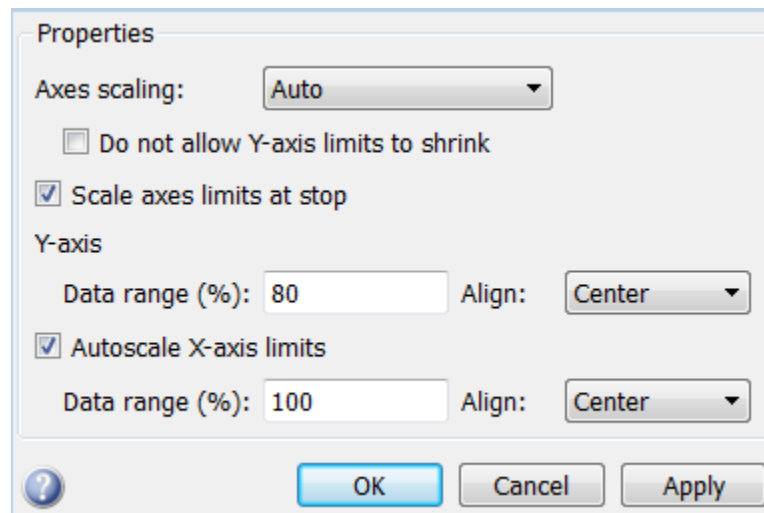 Properties
Axes scaling: Auto
Do not allow Y-axis limits to shrink
Scale axes limits at stop
Y-axis
Data range (%): 80 Align: Center
Autoscale X-axis limits
Data range (%): 100 Align: Center
? OK Cancel Apply